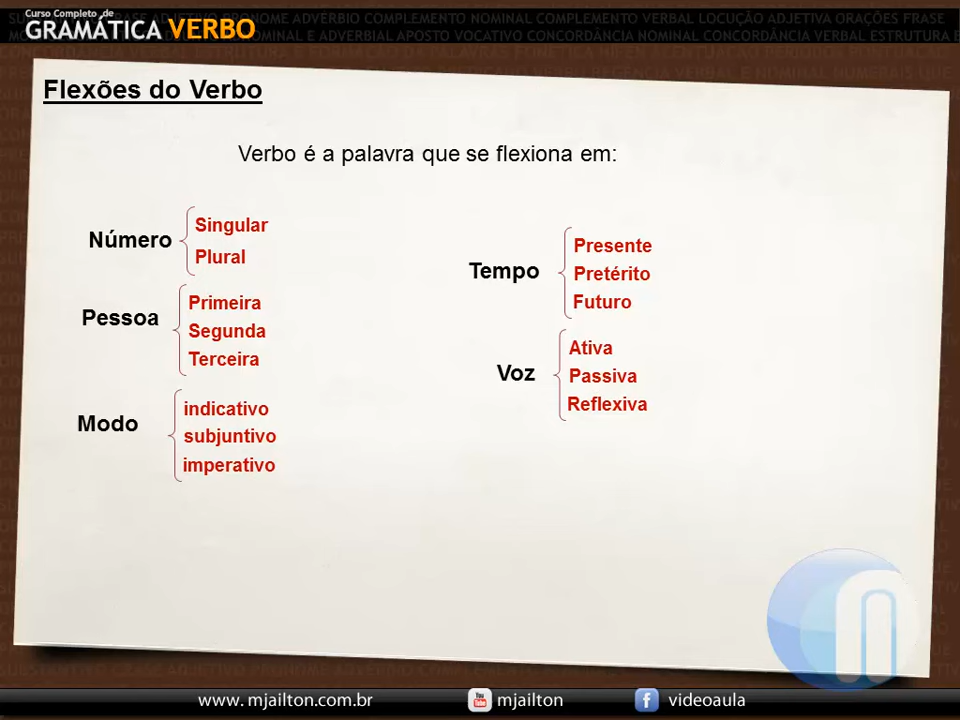 Curso Completo de
GRAMÁTICA VERBO
Flexões do Verbo
Verbo é a palavra que se flexiona em:
Número
Singular
Plural
Pessoa
Primeira
Segunda
Terceira
Modo
indicativo
subjuntivo
imperativo
Tempo
Presente
Pretérito
Futuro
Voz
Ativa
Passiva
Reflexiva
www. mjailton.com.br
You Tube
mjailton
f
videoaula